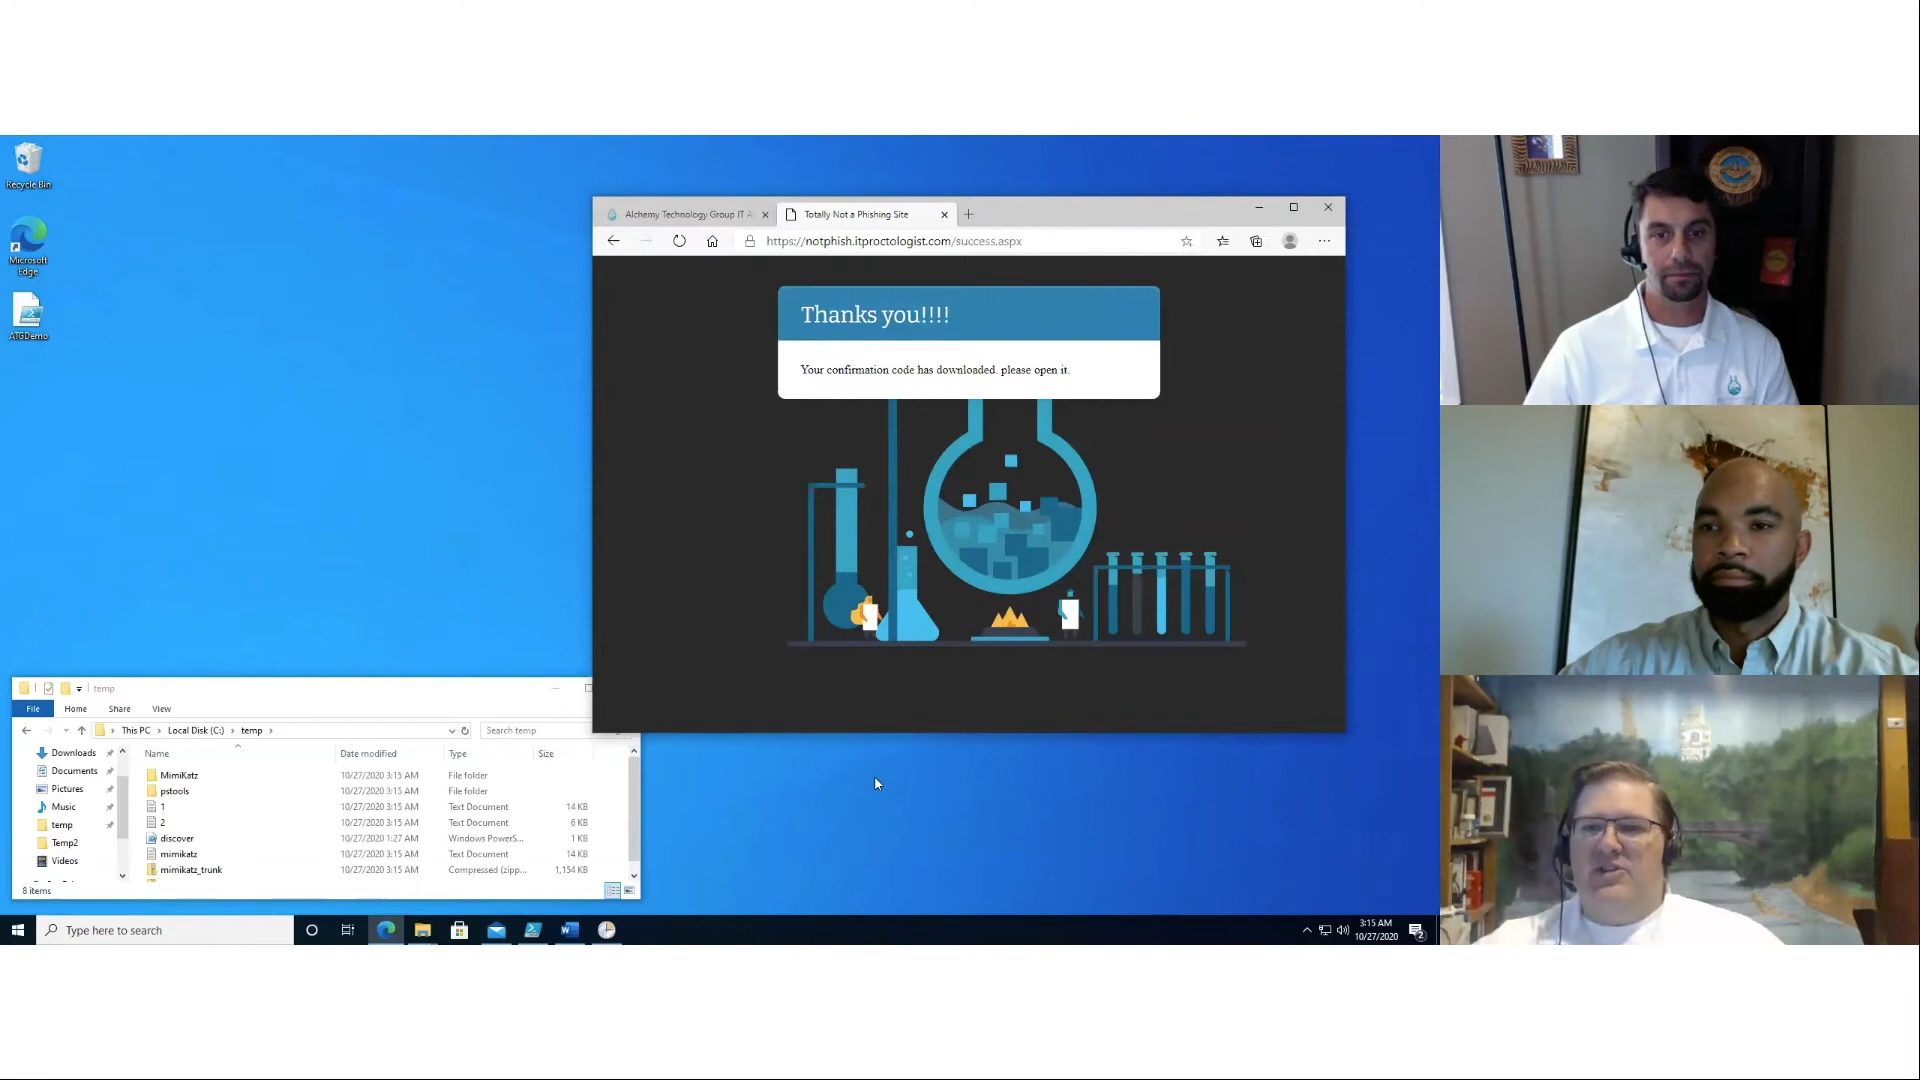 Recycle Bin
Microsoft
Edge
ATGDemo
Alchemy Technology Group IT A
Totally Not a Phishing Site
https://notphish.itproctologist.com/success.aspx
Thanks you!!!!
Your confirmation code has downloaded. please open it.
temp
File Home Share View
This PC > Local Disk (C:) > temp >
Search temp
Name Date modified Type Size
Downloads
Documents
Pictures
Music
temp
Temp2
Videos
MimiKatz 10/27/2020 3:15 AM File folder
pstools 10/27/2020 3:15 AM File folder
1 10/27/2020 3:15 AM Text Document 14 KB
2 10/27/2020 3:15 AM Text Document 6 KB
discover 10/27/2020 1:27 AM Windows PowerS... 1 KB
mimikatz 10/27/2020 3:15 AM Text Document 14 KB
mimikatz_trunk 10/27/2020 3:15 AM Compressed (zipp... 1,154 KB
8 items
Type here to search
3:15 AM
10/27/2020
2